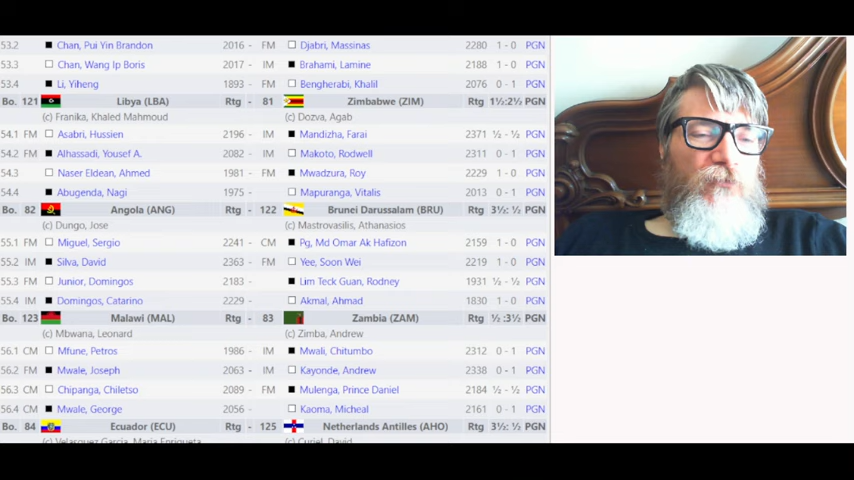 53.2 Chan, Pui Yin Brandon 2016 - FM Djabri, Massinas 2280 1 - 0 PGN
53.3 Chan, Wang Ip Boris 2017 - IM Brahami, Lamine 2188 1 - 0 PGN
53.4 Li, Yiheng 1893 - FM Bengherabi, Khalil 2076 0 - 1 PGN
Bo. 121 Libya (LBA) Rtg - 81 Zimbabwe (ZIM) Rtg 1½:2½ PGN
(c) Franika, Khaled Mahmoud (c) Dozva, Agab
54.1 FM Asabri, Hussien 2196 - IM Mandizha, Farai 2371 ½ - ½ PGN
54.2 FM Alhassadi, Yousef A. 2082 - IM Makoto, Rodwell 2311 0 - 1 PGN
54.3 Naser Eldean, Ahmed 1981 - FM Mwadzura, Roy 2229 1 - 0 PGN
54.4 Abugenda, Nagi 1975 - Mapuranga, Vitalis 2013 0 - 1 PGN
Bo. 82 Angola (ANG) Rtg - 122 Brunei Darussalam (BRU) Rtg 3½: ½ PGN
(c) Dungo, Jose (c) Mastrovasilis, Athanasios
55.1 FM Miguel, Sergio 2241 - CM Pg, Md Omar Ak Hafizon 2159 1 - 0 PGN
55.2 IM Silva, David 2363 - FM Yee, Soon Wei 2219 1 - 0 PGN
55.3 FM Junior, Domingos 2183 - Lim Teck Guan, Rodney 1931 ½ - ½ PGN
55.4 IM Domingos, Catarino 2229 - Akmal, Ahmad 1830 1 - 0 PGN
Bo. 123 Malawi (MAL) Rtg - 83 Zambia (ZAM) Rtg ½ :3½ PGN
(c) Mbwana, Leonard (c) Zimba, Andrew
56.1 CM Mfune, Petros 1986 - IM Mwali, Chitumbo 2312 0 - 1 PGN
56.2 FM Mwale, Joseph 2063 - IM Kayonde, Andrew 2338 0 - 1 PGN
56.3 CM Chipanga, Chiletso 2089 - FM Mulenga, Prince Daniel 2184 ½ - ½ PGN
56.4 CM Mwale, George 2056 - Kaoma, Micheal 2161 0 - 1 PGN
Bo. 84 Ecuador (ECU) Rtg - 125 Netherlands Antilles (AHO) Rtg 3½: ½ PGN
(c) Velasquez Garcia, Maria Enriqueta (c) Curiel, David